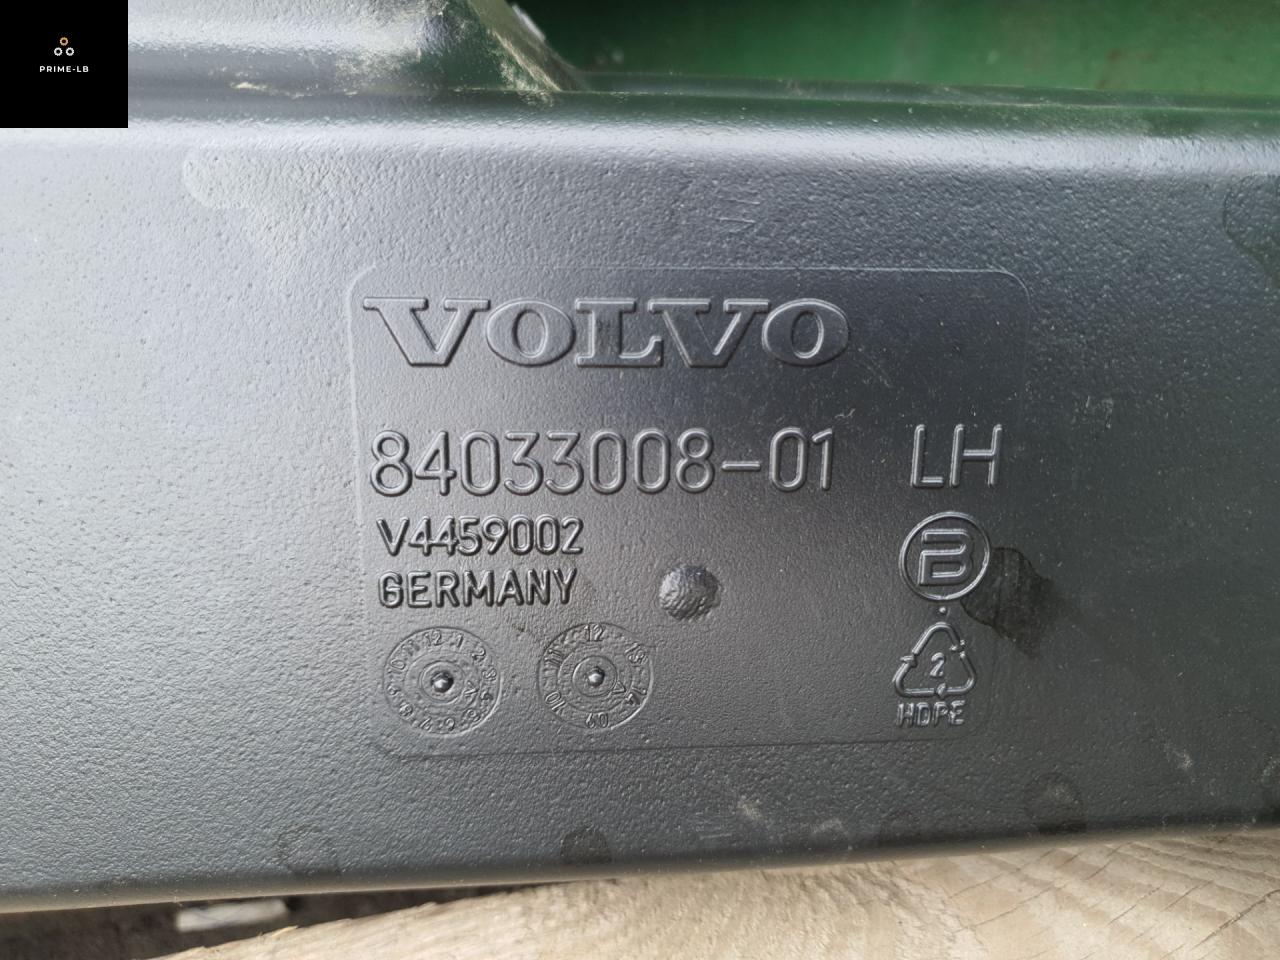 PRIME-LB
VOLVO
84033008-01 LH
V4459002
GERMANY
B
2
HDPE